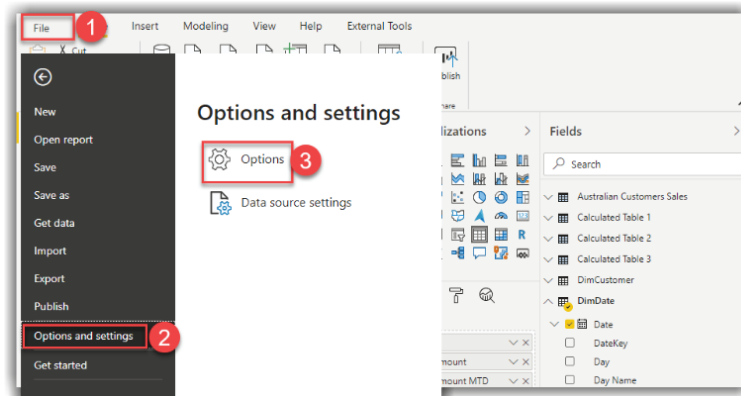 File
1
Insert
Modeling
View
Help
External Tools
Cut
blish
New
Open report
Save
Save as
Get data
Import
Export
Publish
Options and settings
2
Get started
Options and settings
Options
3
Data source settings
lizations
Fields
Search
Australian Customers Sales
Calculated Table 1
Calculated Table 2
Calculated Table 3
DimCustomer
DimDate
Date
DateKey
Day
Day Name
R
mount
mount MTD